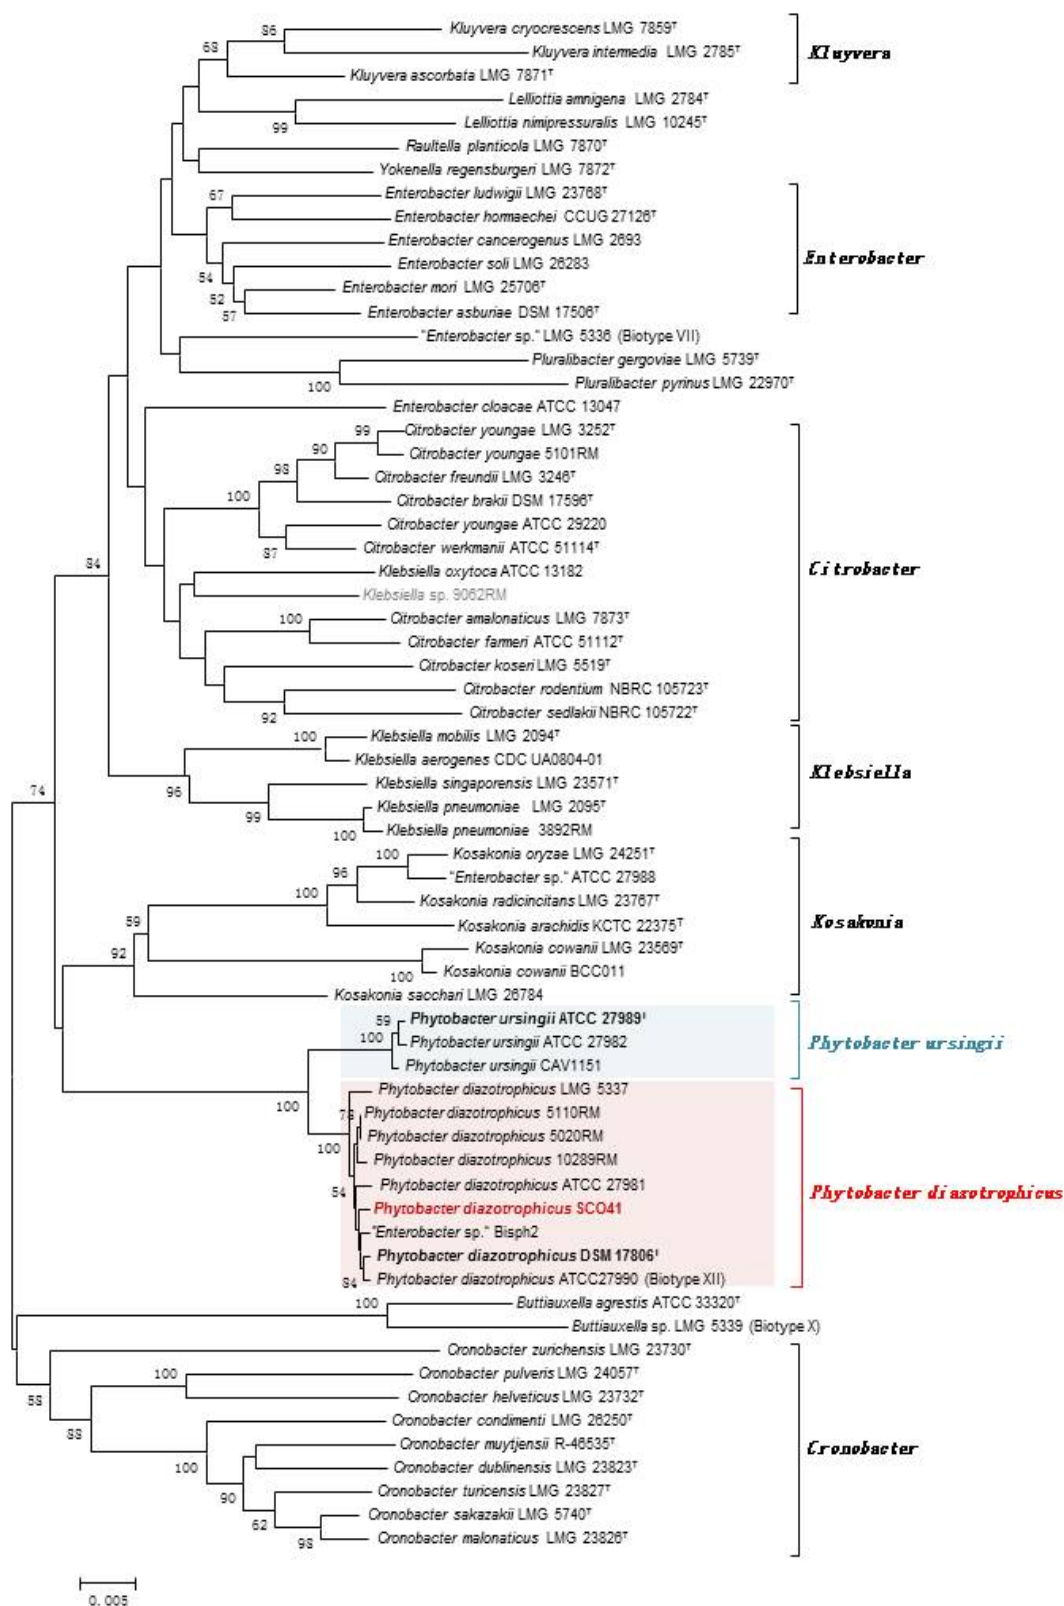 86
Kluyvera cryocrescens LMG 7859ᵀ
68
Kluyvera intermedia LMG 2785ᵀ
Kluyvera
Kluyvera ascorbata LMG 7871ᵀ
Lelliottia amnigena LMG 2784ᵀ
99
Lelliottia nimipressuralis LMG 10245ᵀ
Raultella planticola LMG 7870ᵀ
Yokenella regensburgeri LMG 7872ᵀ
67
Enterobacter ludwigii LMG 23768ᵀ
Enterobacter hormaechei CCUG 27126ᵀ
Enterobacter cancerogenus LMG 2693
Enterobacter
54
Enterobacter soli LMG 26283
52
Enterobacter mori LMG 25706ᵀ
57
Enterobacter asburiae DSM 17506ᵀ
"Enterobacter sp." LMG 5336 (Biotype VII)
Pluralibacter gergoviae LMG 5739ᵀ
100
Pluralibacter pyrinus LMG 22970ᵀ
Enterobacter cloacae ATCC 13047
99
Citrobacter youngae LMG 3252ᵀ
90
Citrobacter youngae 5101RM
98
Citrobacter freundii LMG 3246ᵀ
100
Citrobacter brakii DSM 17596ᵀ
Citrobacter youngae ATCC 29220
87
Citrobacter werkmanii ATCC 51114ᵀ
84
Klebsiella oxytoca ATCC 13182
Citrobacter
Klebsiella sp. 9062RM
100
Citrobacter amalonaticus LMG 7873ᵀ
Citrobacter farmeri ATCC 51112ᵀ
Citrobacter koseri LMG 5519ᵀ
Citrobacter rodentium NBRC 105723ᵀ
92
Citrobacter sedlakii NBRC 105722ᵀ
100
Klebsiella mobilis LMG 2094ᵀ
Klebsiella aerogenes CDC UA0804-01
Klebsiella
74
96
Klebsiella singaporensis LMG 23571ᵀ
99
Klebsiella pneumoniae LMG 2095ᵀ
100
Klebsiella pneumoniae 3892RM
100
Kosakonia oryzae LMG 24251ᵀ
96
"Enterobacter sp." ATCC 27988
100
Kosakonia radicincitans LMG 23767ᵀ
59
Kosakonia arachidis KCTC 22375ᵀ
Kosakonia
92
Kosakonia cowanii LMG 23569ᵀ
100
Kosakonia cowanii BCC011
Kosakonia sacchari LMG 26784
59
Phytobacter ursingii ATCC 27989ᵀ
100
Phytobacter ursingii ATCC 27982
Phytobacter ursingii
Phytobacter ursingii CAV1151
100
Phytobacter diazotrophicus LMG 5337
Phytobacter diazotrophicus 5110RM
100
Phytobacter diazotrophicus 5020RM
Phytobacter diazotrophicus 10289RM
54
Phytobacter diazotrophicus ATCC 27981
Phytobacter diazotrophicus
Phytobacter diazotrophicus SCO41
"Enterobacter sp." Bisph2
Phytobacter diazotrophicus DSM 17806ᵀ
84
Phytobacter diazotrophicus ATCC27990 (Biotype XII)
100
Buttiauxella agrestis ATCC 33320ᵀ
Buttiauxella sp. LMG 5339 (Biotype X)
Cronobacter zurichensis LMG 23730ᵀ
58
100
Cronobacter pulveris LMG 24057ᵀ
Cronobacter helveticus LMG 23732ᵀ
88
Cronobacter condimenti LMG 26250ᵀ
Cronobacter muytjensii R-46535ᵀ
Cronobacter
100
Cronobacter dublinensis LMG 23823ᵀ
90
Cronobacter turicensis LMG 23827ᵀ
62
Cronobacter sakazakii LMG 5740ᵀ
98
Cronobacter malonaticus LMG 23826ᵀ
0.005